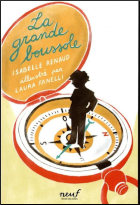 La
grande
boussole
ISABELLE RENAUD
illustré par
LAURA FANELLI
neuf